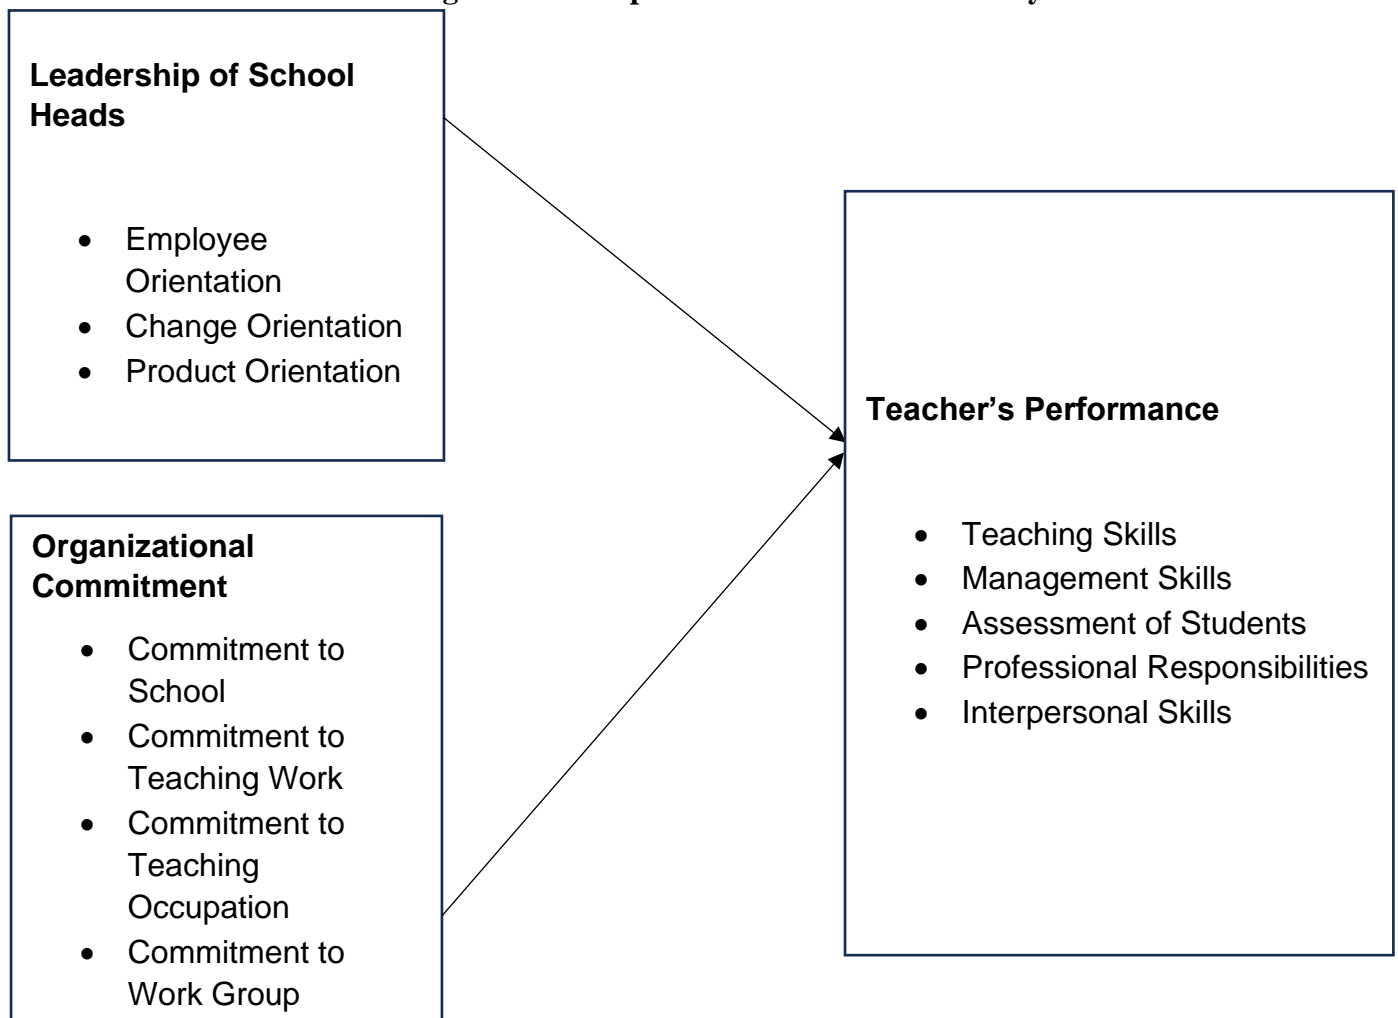 Leadership of School
Heads
• Employee
Orientation
• Change Orientation
• Product Orientation
Organizational
Commitment
• Commitment to
School
• Commitment to
Teaching Work
• Commitment to
Teaching
Occupation
• Commitment to
Work Group
Teacher’s Performance
• Teaching Skills
• Management Skills
• Assessment of Students
• Professional Responsibilities
• Interpersonal Skills